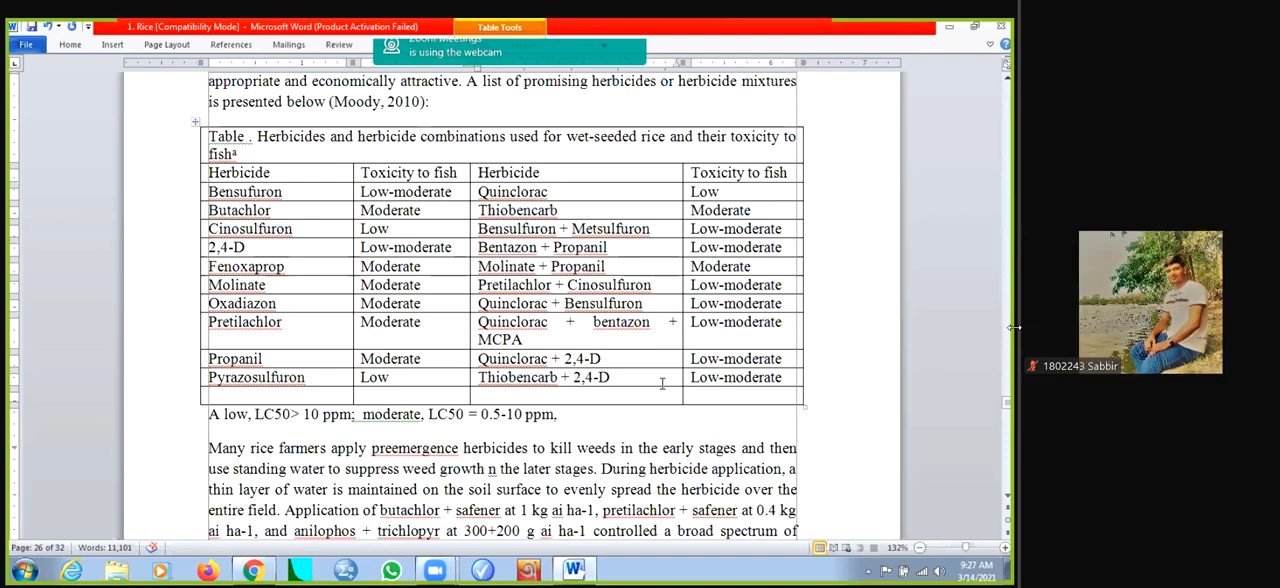 1. Rice [Compatibility Mode] - Microsoft Word (Product Activation Failed)
Table Tools
File Home Insert Page Layout References Mailings Review
Zoom Meetings
is using the webcam
appropriate and economically attractive. A list of promising herbicides or herbicide mixtures
is presented below (Moody, 2010):
Table . Herbicides and herbicide combinations used for wet-seeded rice and their toxicity to
fishª
Herbicide Toxicity to fish Herbicide Toxicity to fish
Bensufuron Low-moderate Quinclorac Low
Butachlor Moderate Thiobencarb Moderate
Cinosulfuron Low Bensulfuron + Metsulfuron Low-moderate
2,4-D Low-moderate Bentazon + Propanil Low-moderate
Fenoxaprop Moderate Molinate + Propanil Moderate
Molinate Moderate Pretilachlor + Cinosulfuron Low-moderate
Oxadiazon Moderate Quinclorac + Bensulfuron Low-moderate
Pretilachlor Moderate Quinclorac + bentazon + Low-moderate
MCPA
Propanil Moderate Quinclorac + 2,4-D Low-moderate
Pyrazosulfuron Low Thiobencarb + 2,4-D Low-moderate
A low, LC50> 10 ppm; moderate, LC50 = 0.5-10 ppm,
Many rice farmers apply preemergence herbicides to kill weeds in the early stages and then
use standing water to suppress weed growth n the later stages. During herbicide application, a
thin layer of water is maintained on the soil surface to evenly spread the herbicide over the
entire field. Application of butachlor + safener at 1 kg ai ha-1, pretilachlor + safener at 0.4 kg
ai ha-1, and anilophos + trichlopyr at 300+200 g ai ha-1 controlled a broad spectrum of
1802243 Sabbir
Page: 26 of 32 Words: 11,101 132%
9:27 AM
3/14/2021